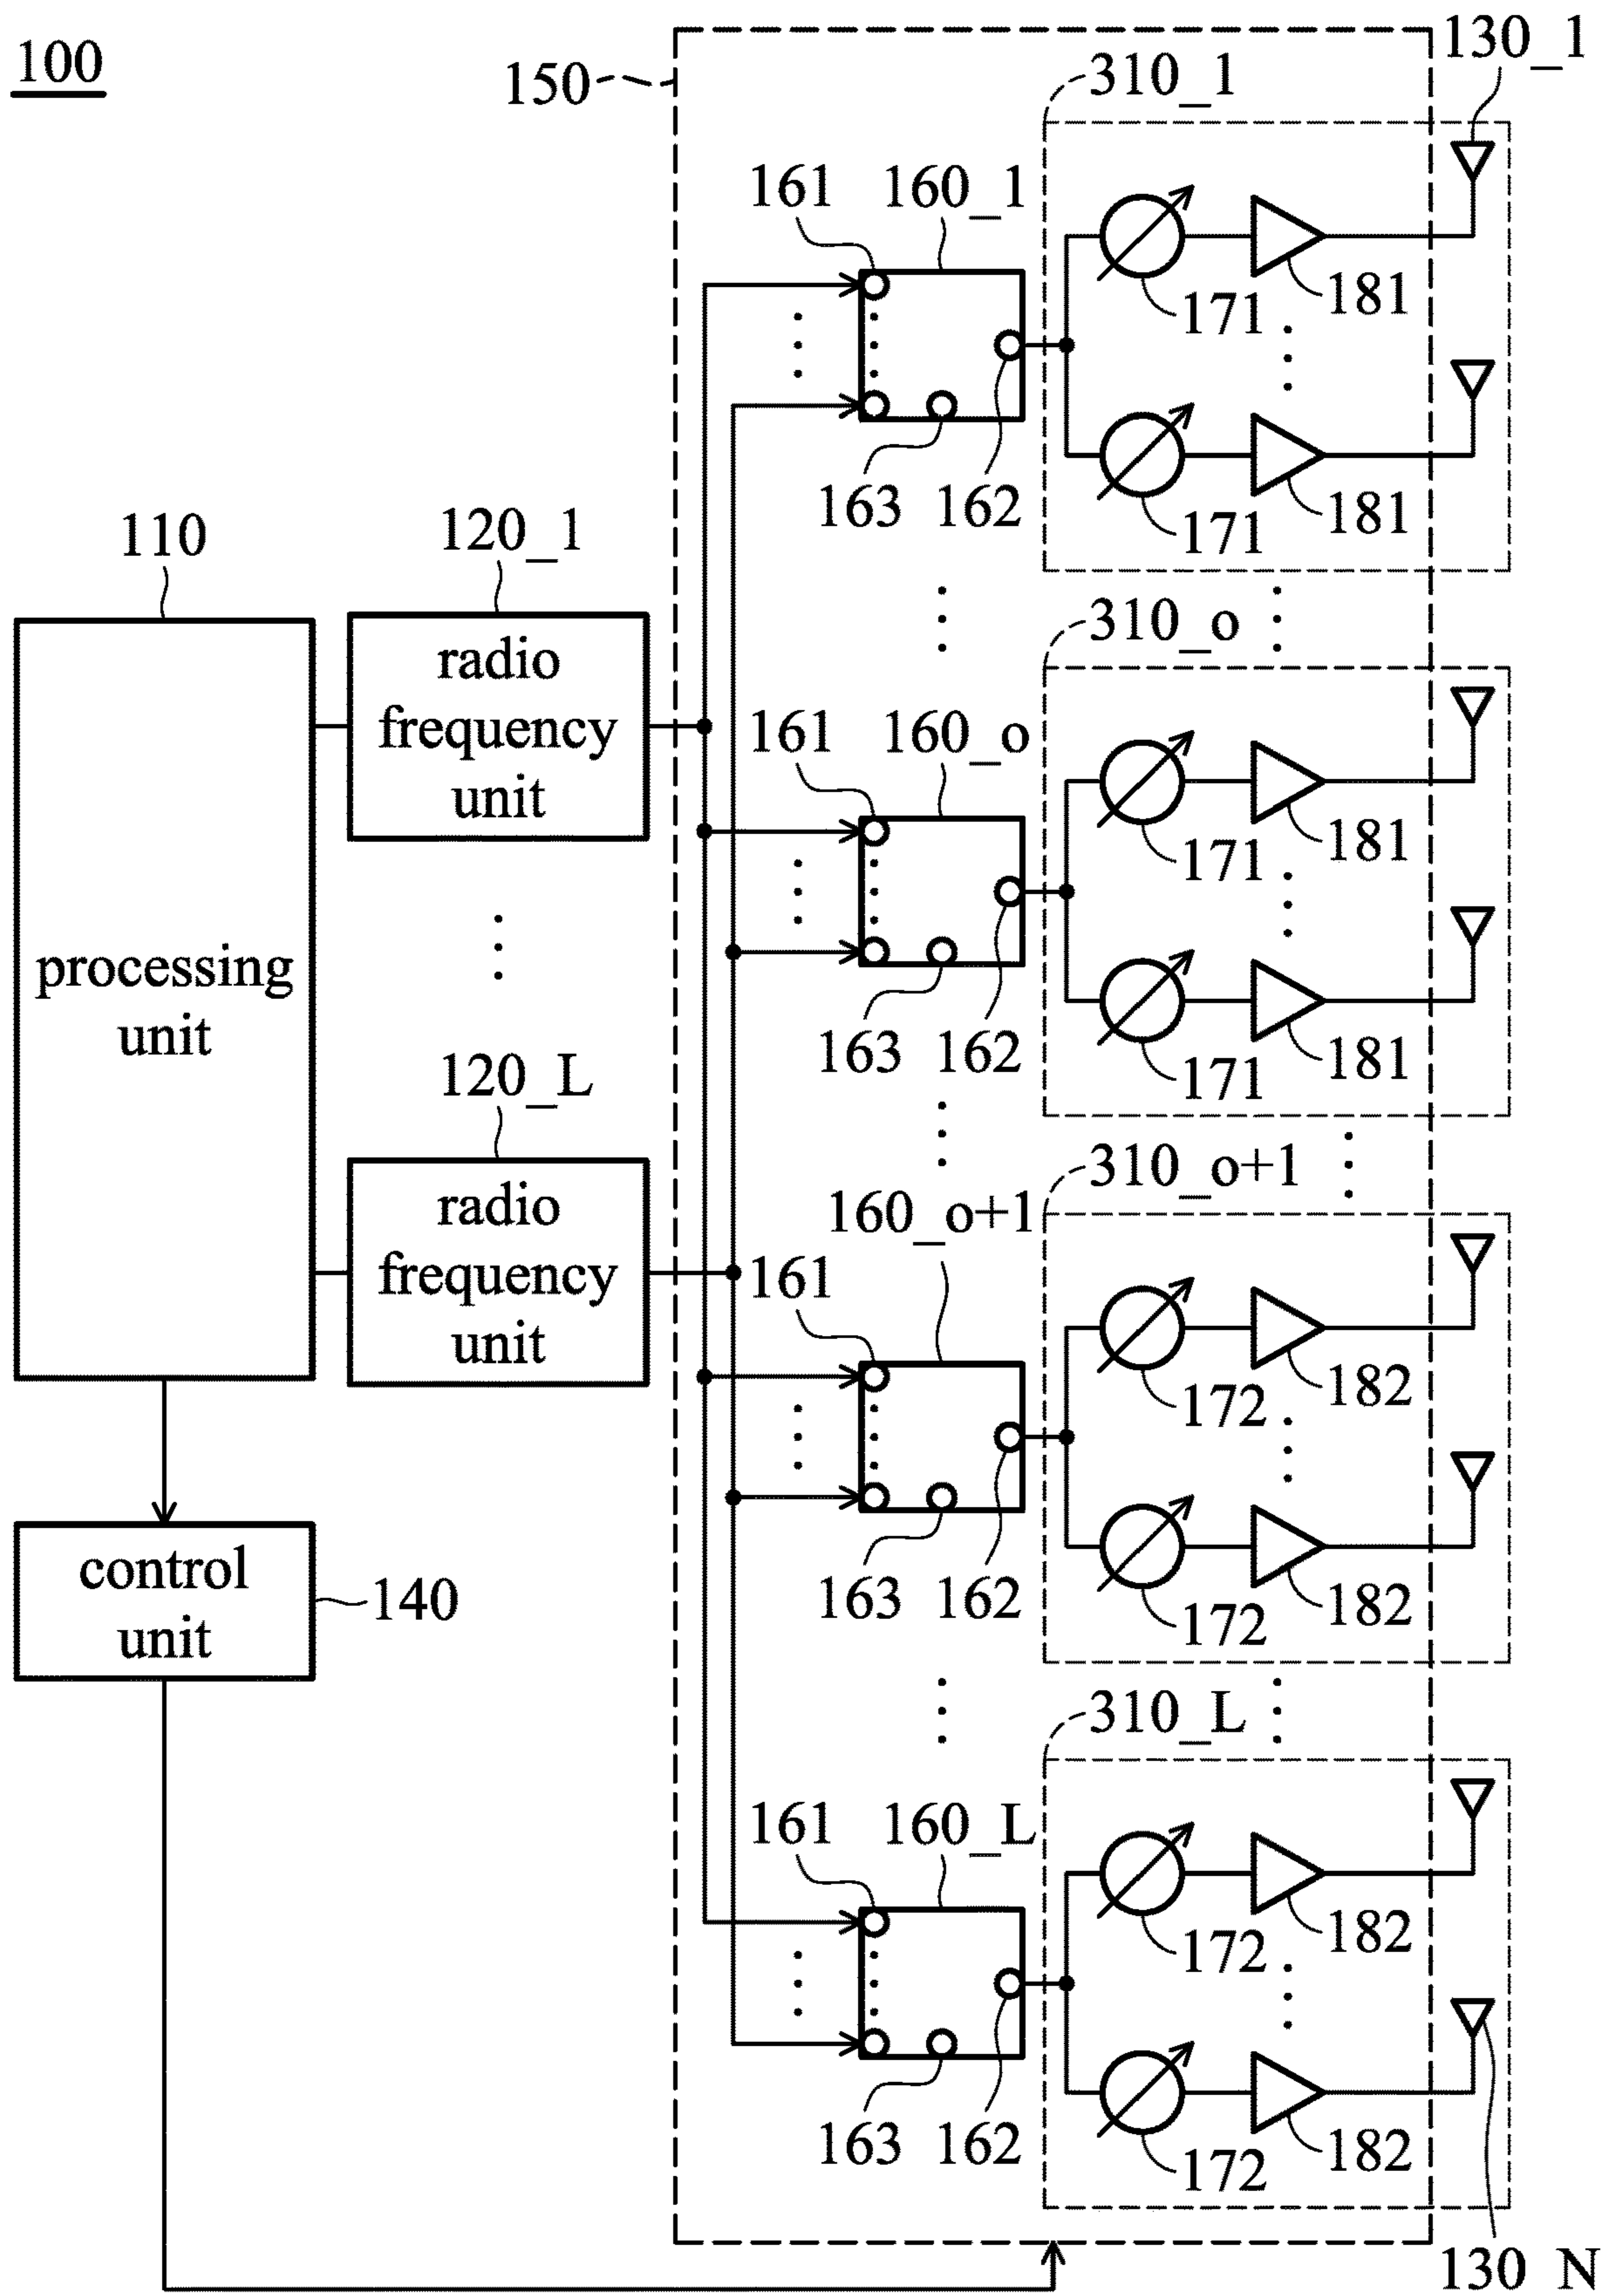 100
150
130_1
310_1
161
160_1
171
181
163
162
171
181
110
120_1
radio
frequency
unit
310_o
161
160_o
171
181
163
162
171
181
processing
unit
120_L
radio
frequency
unit
310_o+1
160_o+1
161
172
182
163
162
172
182
control
unit
140
310_L
161
160_L
172
182
163
162
172
182
130_N